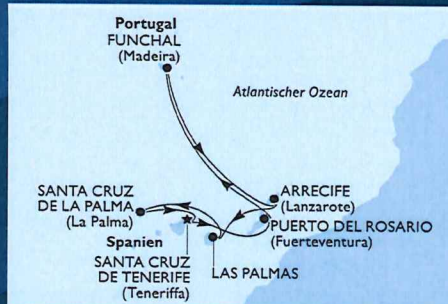 Portugal
FUNCHAL
(Madeira)
Atlantischer Ozean
ARRECIFE
(Lanzarote)
SANTA CRUZ
DE LA PALMA
(La Palma)
PUERTO DEL ROSARIO
(Fuerteventura)
Spanien
SANTA CRUZ
DE TENERIFE
(Teneriffa)
LAS PALMAS